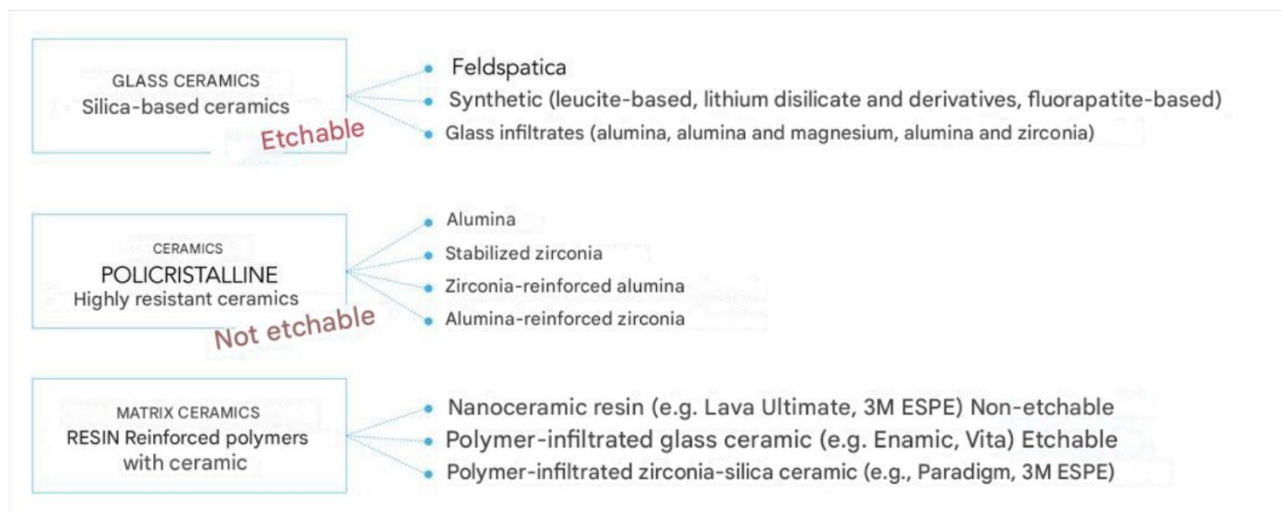 GLASS CERAMICS
Silica-based ceramics
Etchable
Feldspatica
Synthetic (leucite-based, lithium disilicate and derivatives, fluorapatite-based)
Glass infiltrates (alumina, alumina and magnesium, alumina and zirconia)
CERAMICS
POLICRISTALLINE
Highly resistant ceramics
Not etchable
Alumina
Stabilized zirconia
Zirconia-reinforced alumina
Alumina-reinforced zirconia
MATRIX CERAMICS
RESIN Reinforced polymers
with ceramic
Nanoceramic resin (e.g. Lava Ultimate, 3M ESPE) Non-etchable
Polymer-infiltrated glass ceramic (e.g. Enamic, Vita) Etchable
Polymer-infiltrated zirconia-silica ceramic (e.g., Paradigm, 3M ESPE)